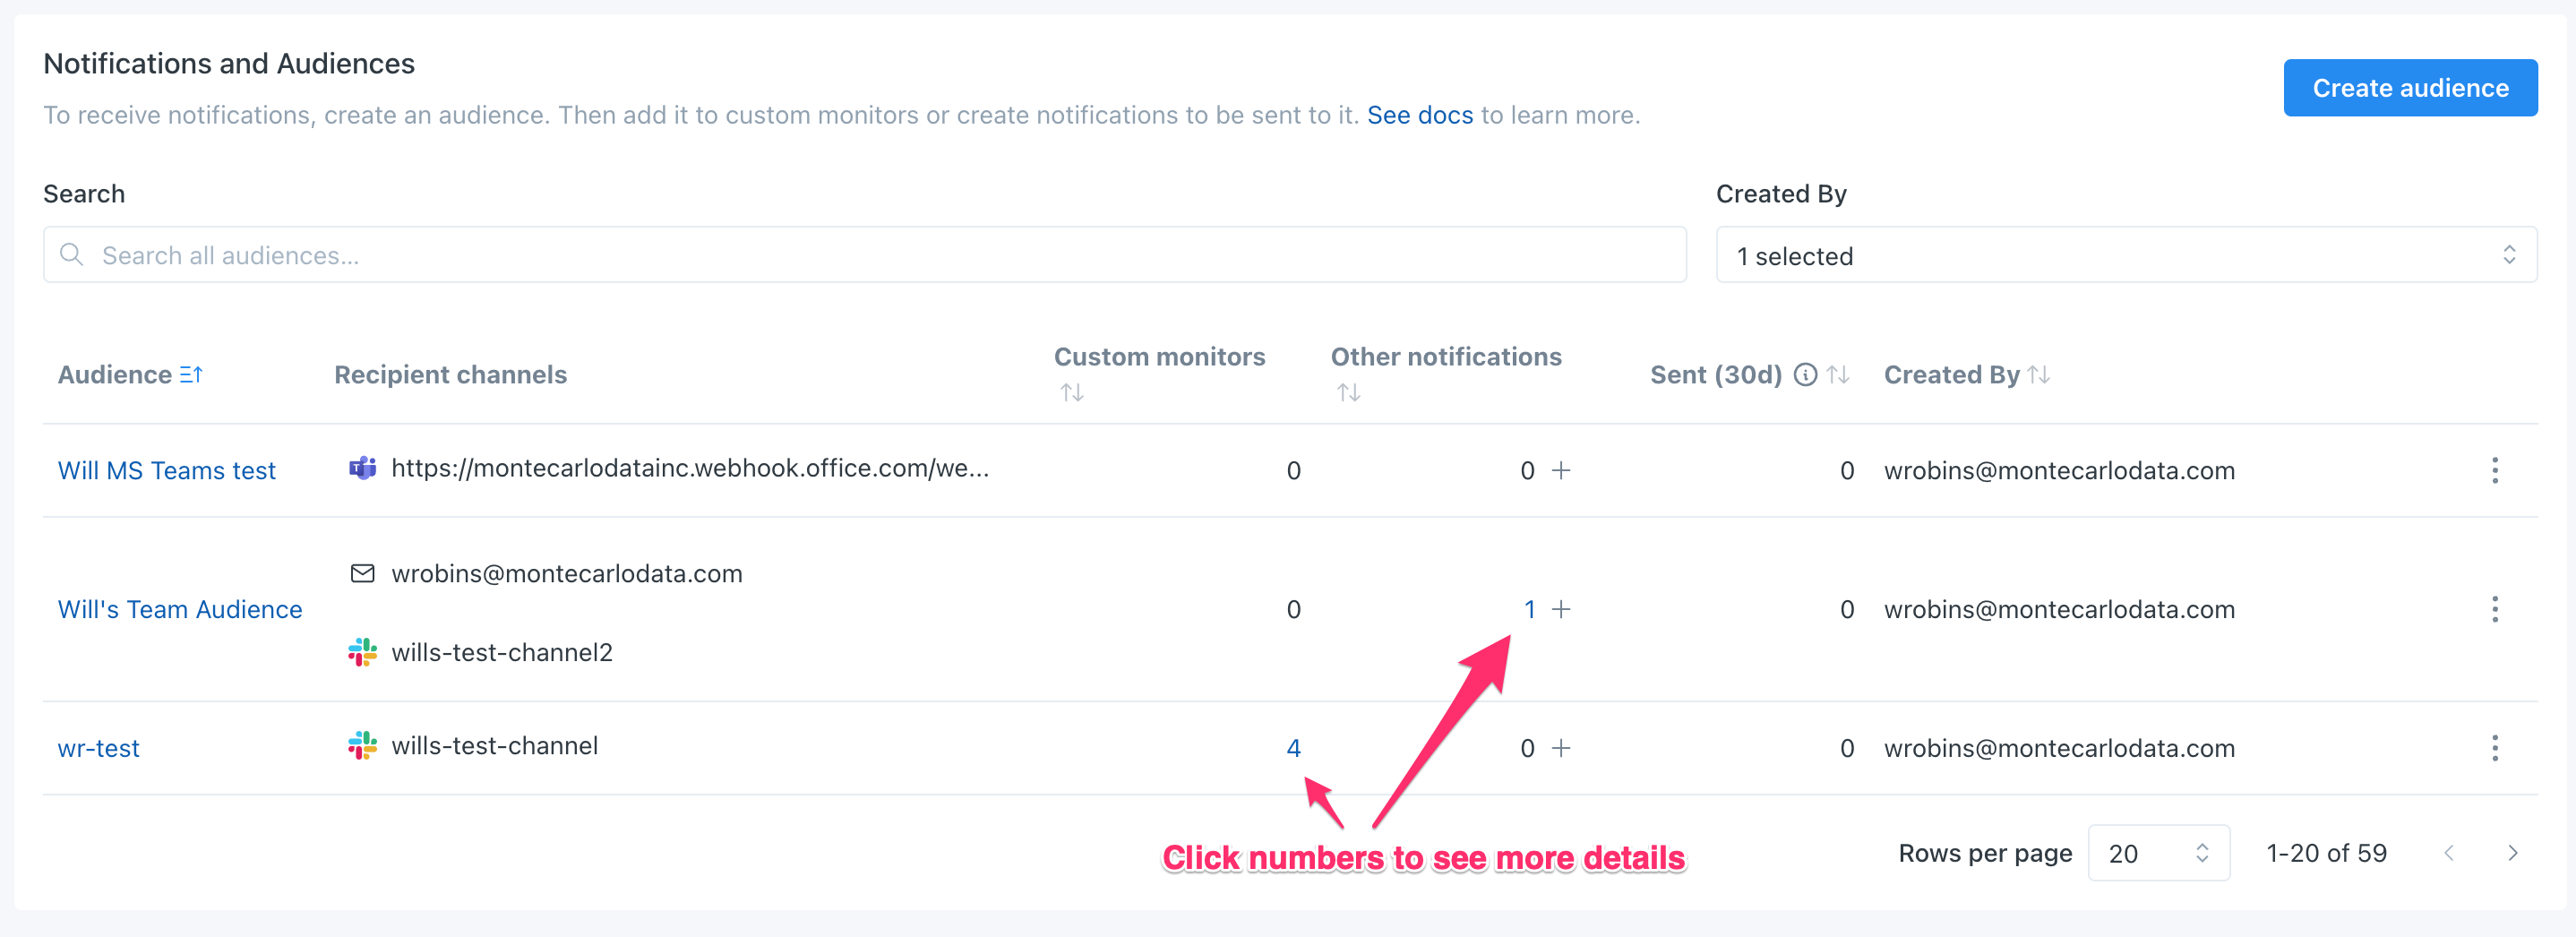 Notifications and Audiences
Create audience
To receive notifications, create an audience. Then add it to custom monitors or create notifications to be sent to it. See docs to learn more.
Search
Created By
Search all audiences...
1 selected
Audience
Recipient channels
Custom monitors
Other notifications
Sent (30d)
Created By
Will MS Teams test
https://montecarlodatainc.webhook.office.com/we...
0
0 +
0
wrobins@montecarlodata.com
Will's Team Audience
wrobins@montecarlodata.com
wills-test-channel2
0
1 +
0
wrobins@montecarlodata.com
wr-test
wills-test-channel
4
0 +
0
wrobins@montecarlodata.com
Click numbers to see more details
Rows per page
20
1-20 of 59